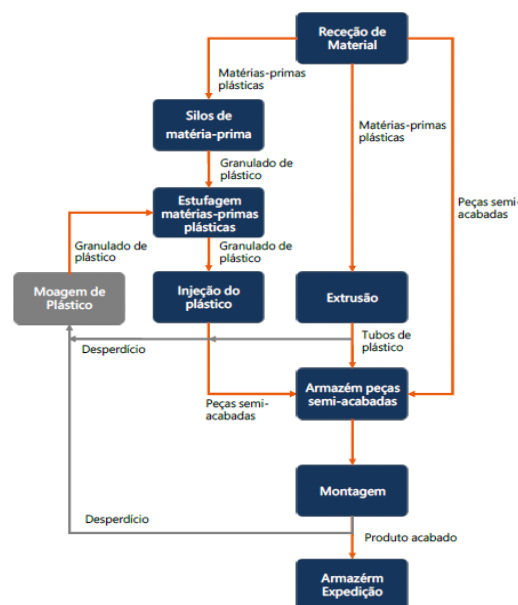 Receção de
Material
Matérias-primas
plásticas
Silos de
matéria-prima
Matérias-primas
plásticas
Granulado de
plástico
Peças semi-
acabadas
Estufagem
matérias-primas
plásticas
Granulado de
plástico
Granulado de
plástico
Moagem de
Plástico
Injeção do
plástico
Extrusão
Tubos de
plástico
Desperdício
Armazém peças
semi-acabadas
Peças semi-
acabadas
Montagem
Desperdício
Produto acabado
Armazérm
Expedição